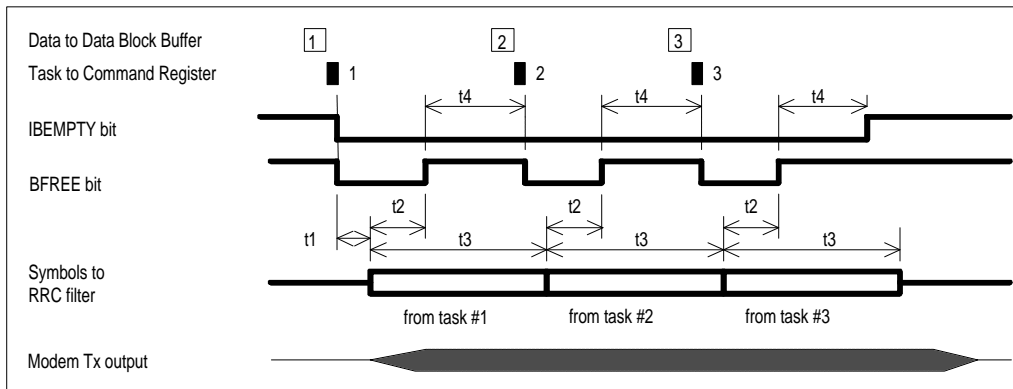 Data to Data Block Buffer 1 2 3
Task to Command Register 1 2 3
t4 t4 t4
IBEMPTY bit
BFREE bit
t2 t2 t2
t1 t3 t3 t3
Symbols to
RRC filter
from task #1 from task #2 from task #3
Modem Tx output